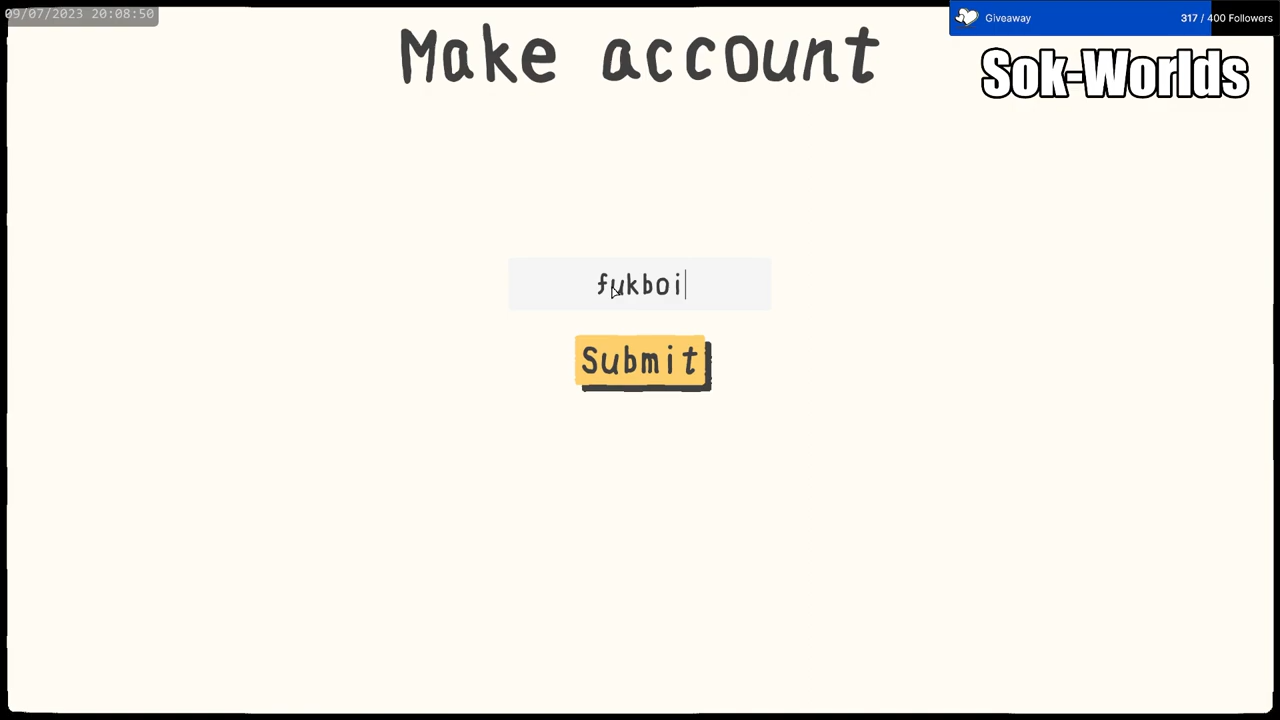 09/07/2023 20:08:50
Giveaway
317 / 400 Followers
Make account
Sok-Worlds
fukboi
Submit